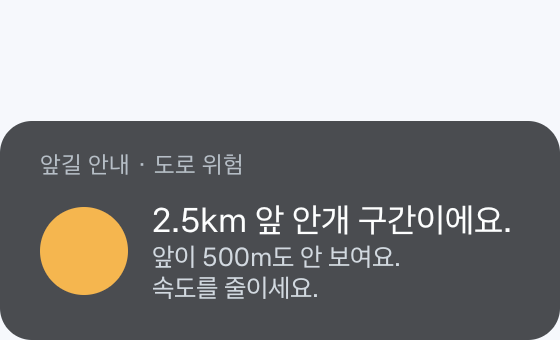 앞길 안내 · 도로 위험
2.5km 앞 안개 구간이에요.
앞이 500m도 안 보여요.
속도를 줄이세요.